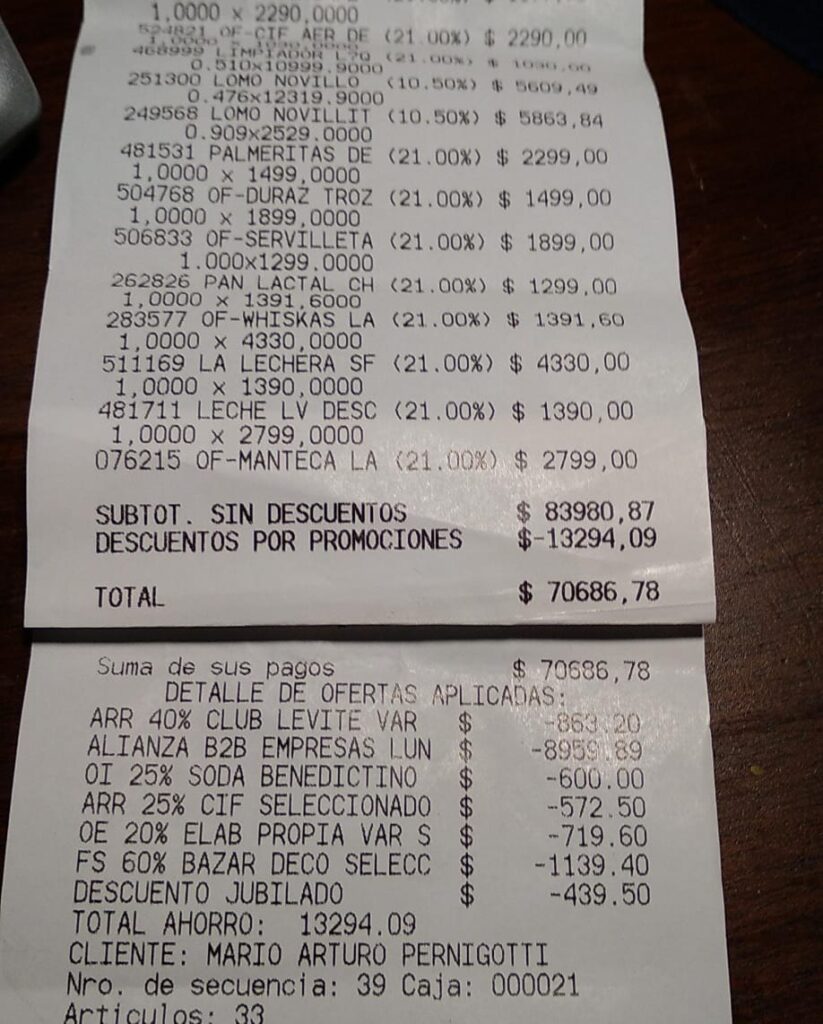 1,0000 x 2290,0000
524821 OF-CIF AER DE (21.00%) $ 2290,00
468999 LIMPIADOR (21.00%) $
0.510x10999.9000
251300 LOMO NOVILLO (10.50%) $ 5609,49
0.476x12319.9000
249568 LOMO NOVILLIT (10.50%) $ 5863,84
0.909x2529.0000
481531 PALMERITAS DE (21.00%) $ 2299,00
1,0000 x 1499,0000
504768 OF-DURAZ TROZ (21.00%) $ 1499,00
1,0000 x 1899,0000
506833 OF-SERVILLETA (21.00%) $ 1899,00
1.000x1299.0000
262826 PAN LACTAL CH (21.00%) $ 1299,00
1,0000 x 1391,6000
283577 OF-WHISKAS LA (21.00%) $ 1391,60
1,0000 x 4330,0000
511169 LA LECHERA SF (21.00%) $ 4330,00
1,0000 x 1390,0000
481711 LECHE LV DESC (21.00%) $ 1390,00
1,0000 x 2799,0000
076215 OF-MANTECA LA (21.00%) $ 2799,00
SUBTOT. SIN DESCUENTOS $ 83980,87
DESCUENTOS POR PROMOCIONES $-13294,09
TOTAL $ 70686,78
Suma de sus pagos $ 70686,78
DETALLE DE OFERTAS APLICADAS:
ARR 40% CLUB LEVITE VAR $ -863.20
ALIANZA B2B EMPRESAS LUN $ -8959.89
OI 25% SODA BENEDICTINO $ -600.00
ARR 25% CIF SELECCIONADO $ -572.50
OE 20% ELAB PROPIA VAR S $ -719.60
FS 60% BAZAR DECO SELECC $ -1139.40
DESCUENTO JUBILADO $ -439.50
TOTAL AHORRO: 13294.09
CLIENTE: MARIO ARTURO PERNIGOTTI
Nro. de secuencia: 39 Caja: 000021
Articulos: 33